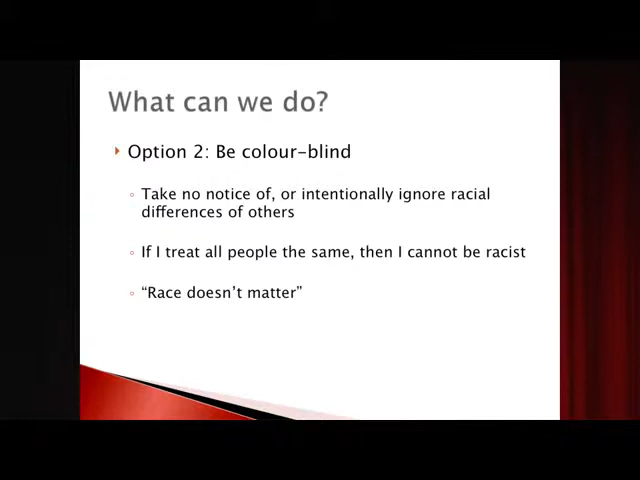 What can we do?
Option 2: Be colour-blind
Take no notice of, or intentionally ignore racial
differences of others
If I treat all people the same, then I cannot be racist
“Race doesn’t matter”